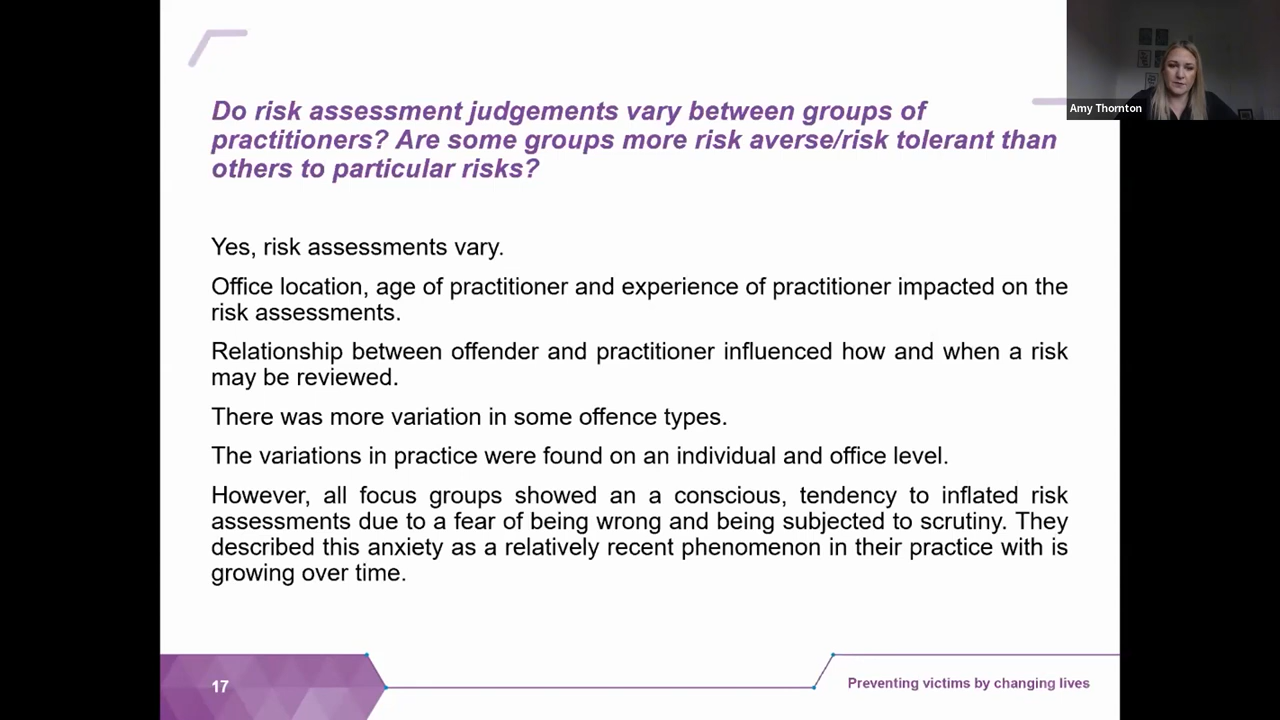 Amy Thornton
Do risk assessment judgements vary between groups of
practitioners? Are some groups more risk averse/risk tolerant than
others to particular risks?
Yes, risk assessments vary.
Office location, age of practitioner and experience of practitioner impacted on the
risk assessments.
Relationship between offender and practitioner influenced how and when a risk
may be reviewed.
There was more variation in some offence types.
The variations in practice were found on an individual and office level.
However, all focus groups showed an a conscious, tendency to inflated risk
assessments due to a fear of being wrong and being subjected to scrutiny. They
described this anxiety as a relatively recent phenomenon in their practice with is
growing over time.
17
Preventing victims by changing lives